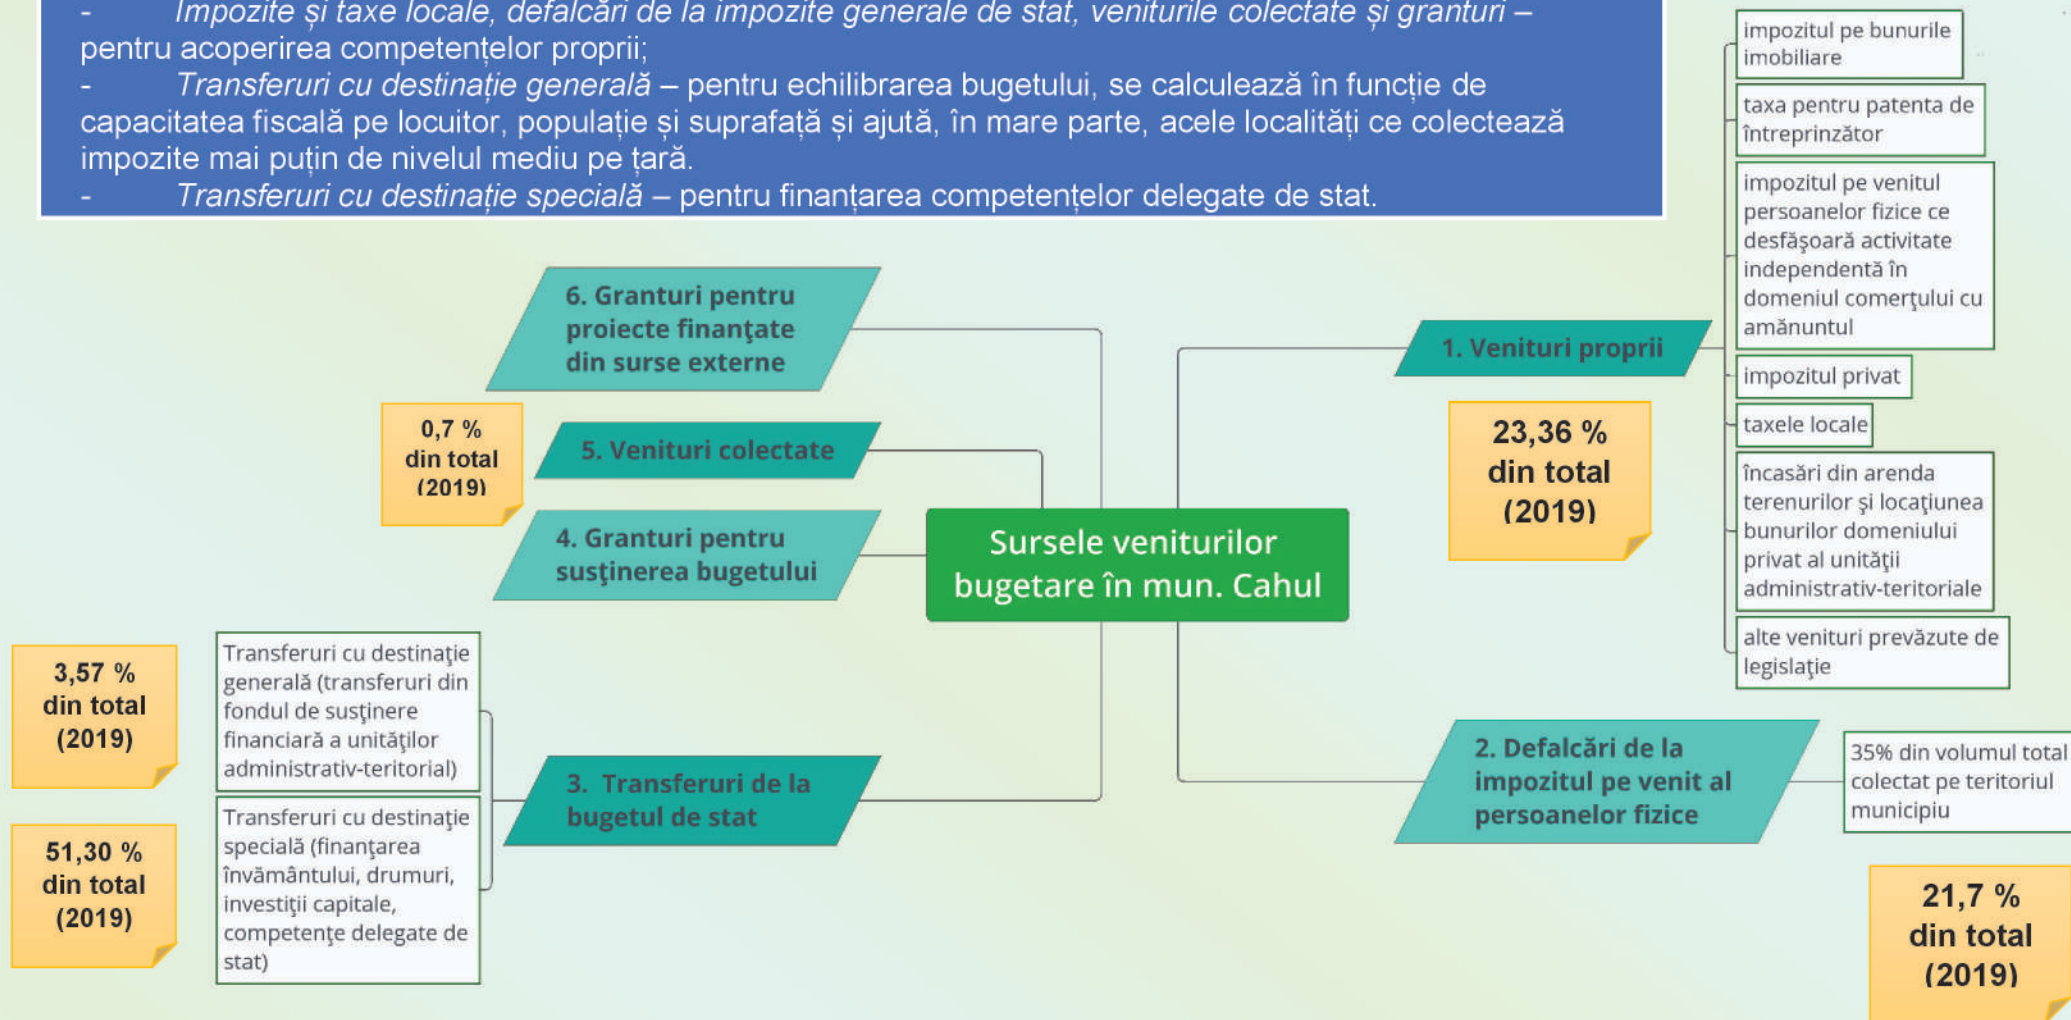 - Impozite și taxe locale, defalcări de la impozite generale de stat, veniturile colectate și granturi –
pentru acoperirea competențelor proprii;
- Transferuri cu destinație generală – pentru echilibrarea bugetului, se calculează în funcție de
capacitatea fiscală pe locuitor, populație și suprafață și ajută, în mare parte, acele localități ce colectează
impozite mai puțin de nivelul mediu pe țară.
- Transferuri cu destinație specială – pentru finanțarea competențelor delegate de stat.
6. Granturi pentru
proiecte finanţate
din surse externe
0,7 %
din total
(2019)
5. Venituri colectate
4. Granturi pentru
susţinerea bugetului
Sursele veniturilor
bugetare în mun. Cahul
3,57 %
din total
(2019)
Transferuri cu destinaţie
generală (transferuri din
fondul de susţinere
financiară a unităţilor
administrativ-teritorial)
51,30 %
din total
(2019)
Transferuri cu destinaţie
specială (finanţarea
învământului, drumuri,
investiţii capitale,
competenţe delegate de
stat)
3. Transferuri de la
bugetul de stat
1. Venituri proprii
23,36 %
din total
(2019)
impozitul pe bunurile
imobiliare
taxa pentru patenta de
întreprinzător
impozitul pe venitul
persoanelor fizice ce
desfăşoară activitate
independentă în
domeniul comerţului cu
amănuntul
impozitul privat
taxele locale
încasări din arenda
terenurilor şi locaţiunea
bunurilor domeniului
privat al unităţii
administrativ-teritoriale
alte venituri prevăzute de
legislaţie
2. Defalcări de la
impozitul pe venit al
persoanelor fizice
35% din volumul total
colectat pe teritoriul
municipiu
21,7 %
din total
(2019)